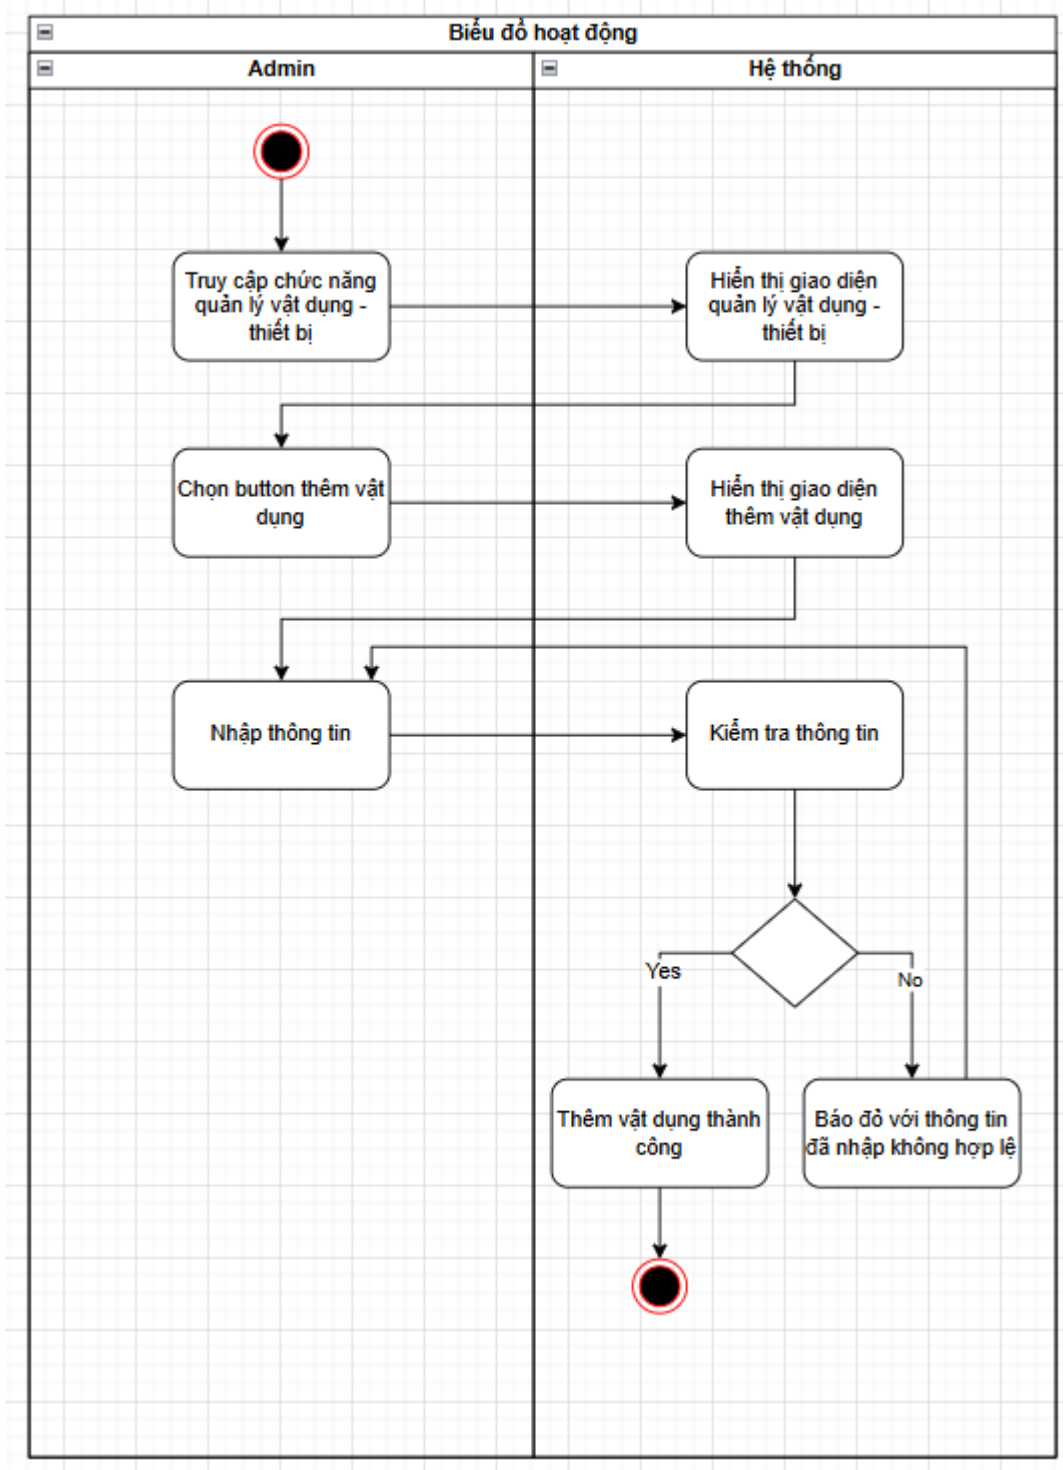 Biểu đồ hoạt động
Admin
Hệ thống
Truy cập chức năng
quản lý vật dụng -
thiết bị
Hiển thị giao diện
quản lý vật dụng -
thiết bị
Chọn button thêm vật
dụng
Hiển thị giao diện
thêm vật dụng
Nhập thông tin
Kiểm tra thông tin
Yes
No
Thêm vật dụng thành
công
Báo đỏ với thông tin
đã nhập không hợp lệ